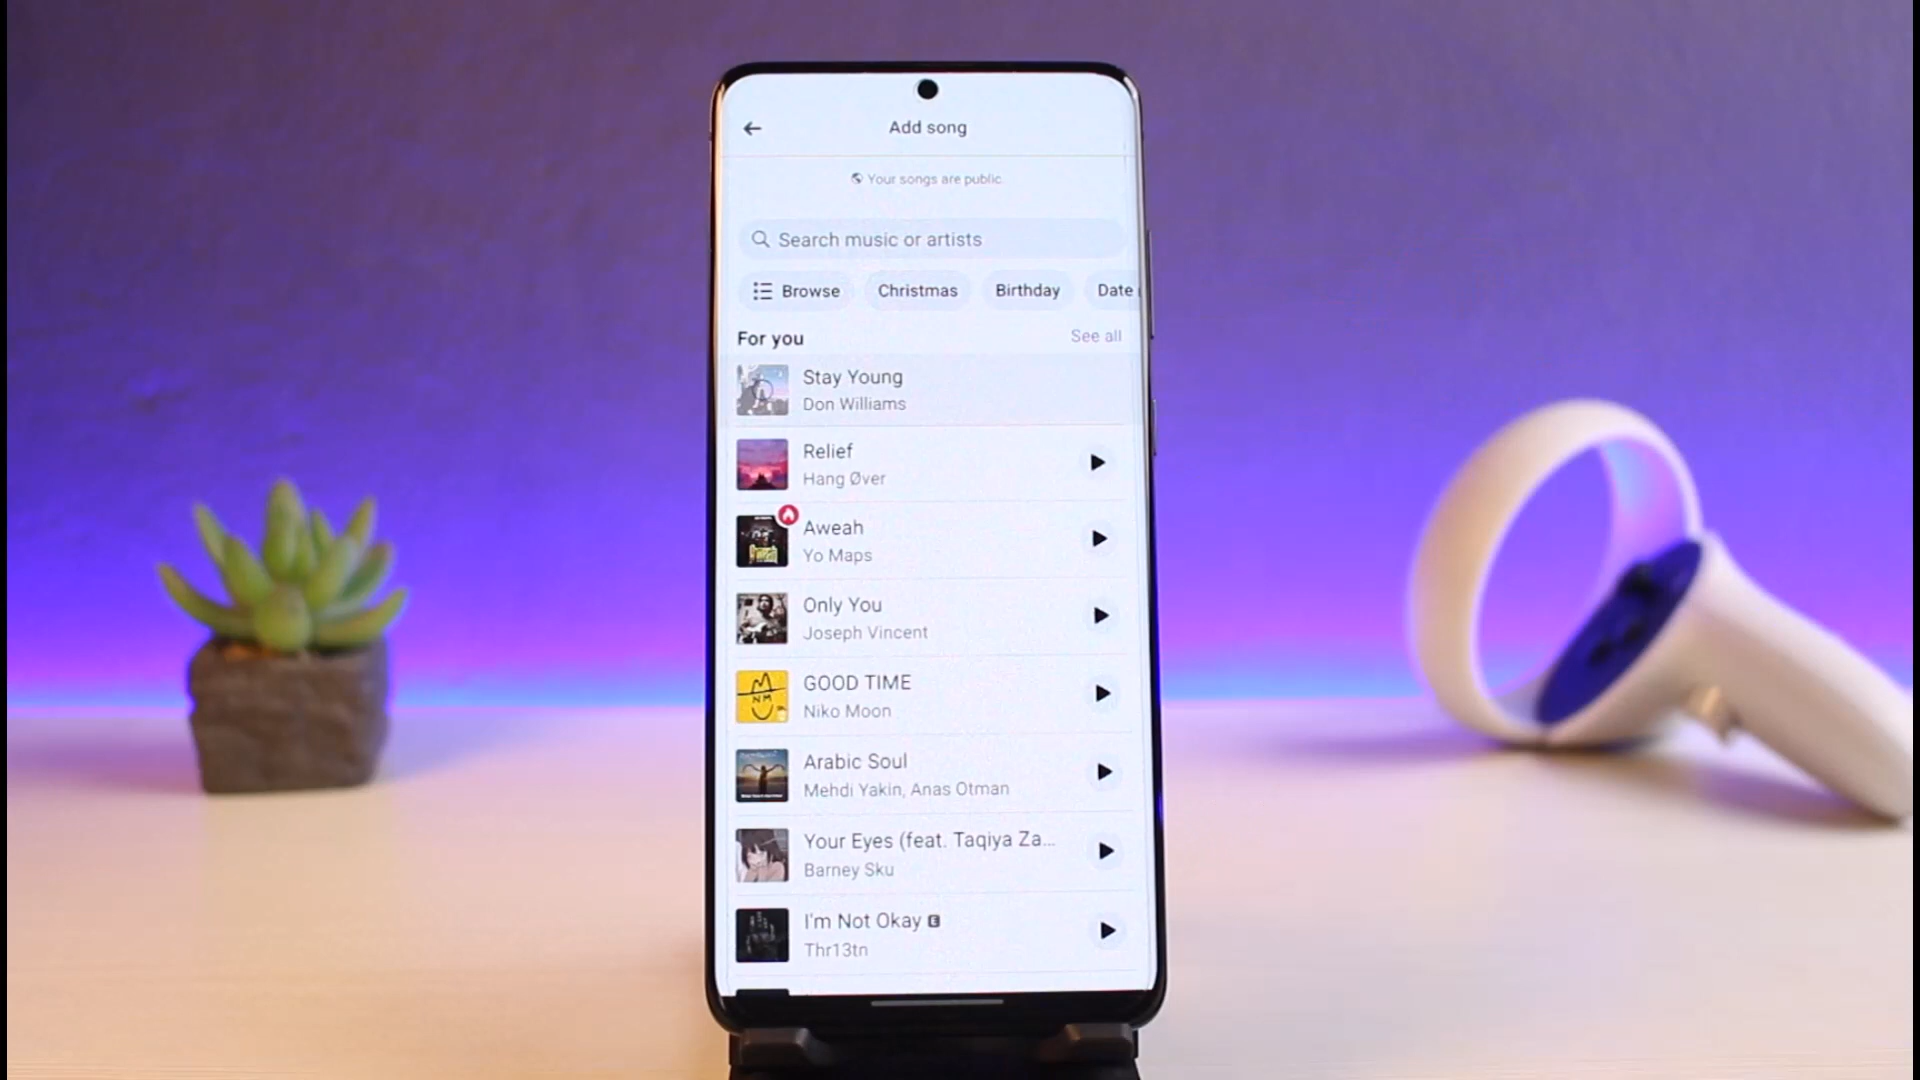 Add song
Your songs are public.
Search music or artists
Browse
Christmas
Birthday
Date
For you
See all
Stay Young
Don Williams
Relief
Hang Øver
Aweah
Yo Maps
Only You
Joseph Vincent
GOOD TIME
Niko Moon
Arabic Soul
Mehdi Yakin, Anas Otman
Your Eyes (feat. Taqiya Za...
Barney Sku
I'm Not Okay E
Thr13tn
NM